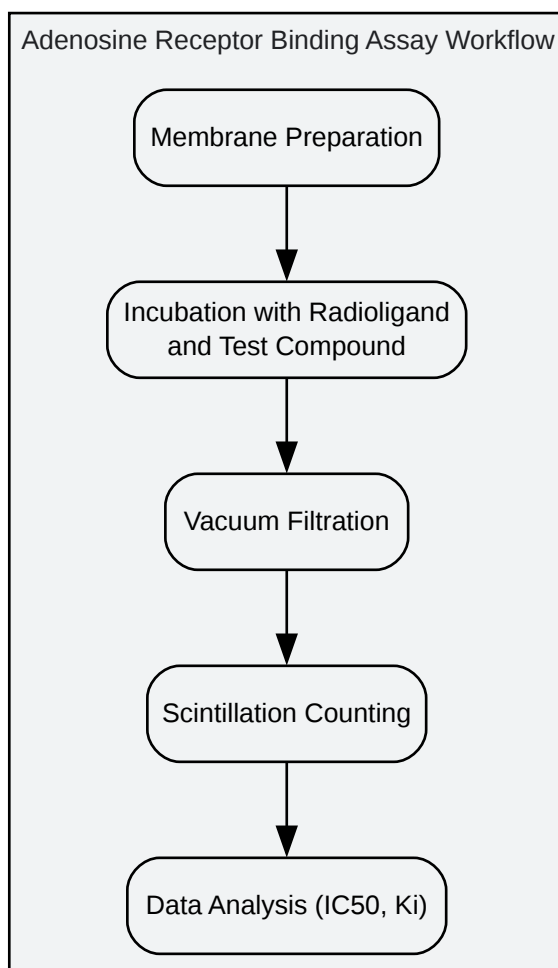 Adenosine Receptor Binding Assay Workflow
Membrane Preparation
Incubation with Radioligand
and Test Compound
Vacuum Filtration
Scintillation Counting
Data Analysis (IC50, Ki)